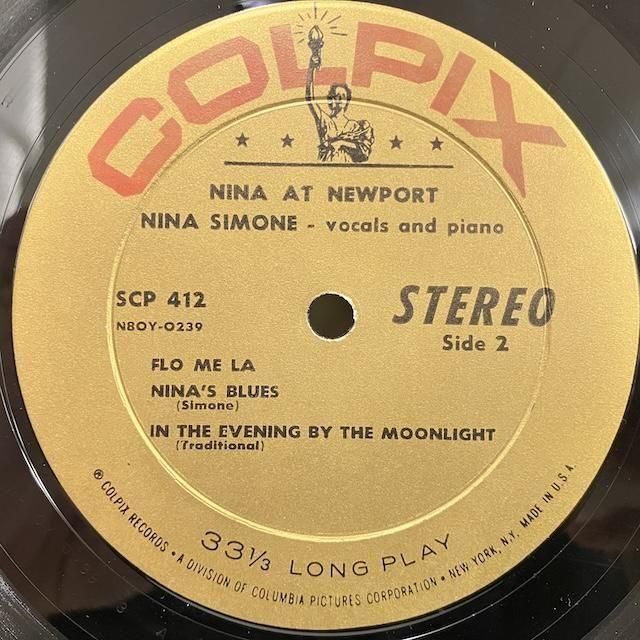 COLPIX
NINA AT NEWPORT
NINA SIMONE - vocals and piano
SCP 412
N8OY-0239
STEREO
Side 2
FLO ME LA
NINA'S BLUES
(Simone)
IN THE EVENING BY THE MOONLIGHT
(Traditional)
33⅓ LONG PLAY
℗ COLPIX RECORDS • A DIVISION OF COLUMBIA PICTURES CORPORATION • NEW YORK, N.Y. MADE IN U.S.A.